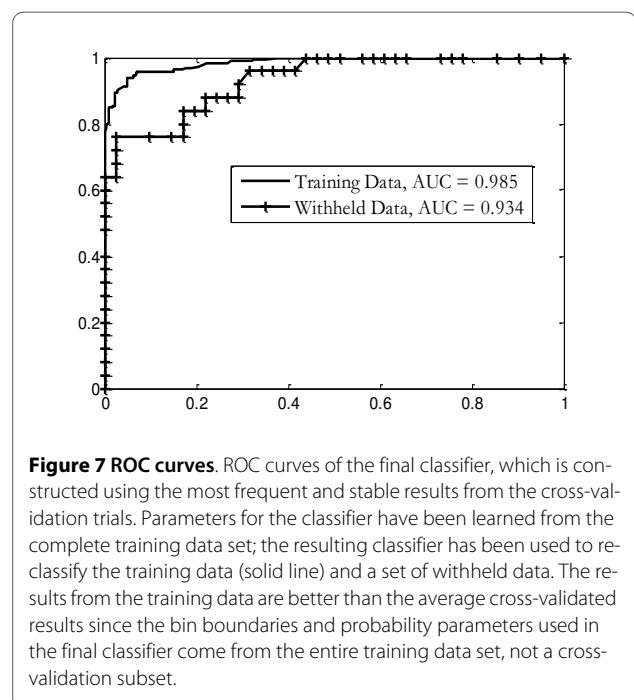 1
0.8
0.6
0.4
0.2
0
0
0.2
0.4
0.6
0.8
1
Training Data, AUC = 0.985
Withheld Data, AUC = 0.934
Figure 7 ROC curves. ROC curves of the final classifier, which is con-
structed using the most frequent and stable results from the cross-val-
idation trials. Parameters for the classifier have been learned from the
complete training data set; the resulting classifier has been used to re-
classify the training data (solid line) and a set of withheld data. The re-
sults from the training data are better than the average cross-validated
results since the bin boundaries and probability parameters used in
the final classifier come from the entire training data set, not a cross-
validation subset.